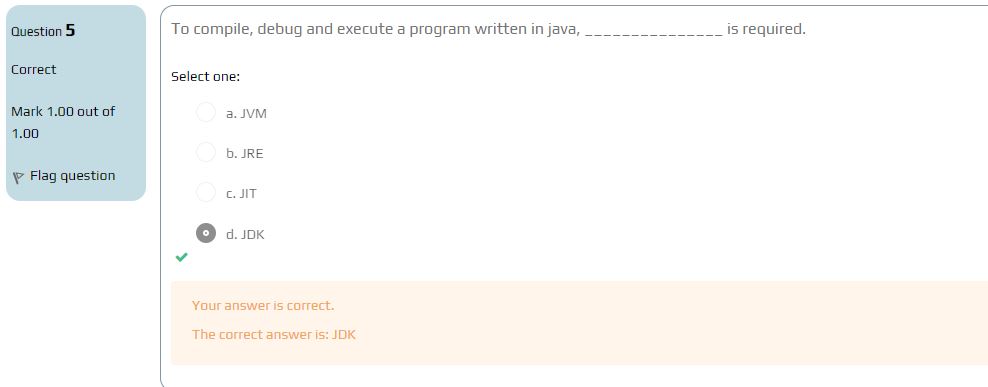 Question 5
Correct
Mark 1.00 out of
1.00
Flag question
To compile, debug and execute a program written in java, _______________ is required.
Select one:
a. JVM
b. JRE
c. JIT
d. JDK
Your answer is correct.
The correct answer is: JDK